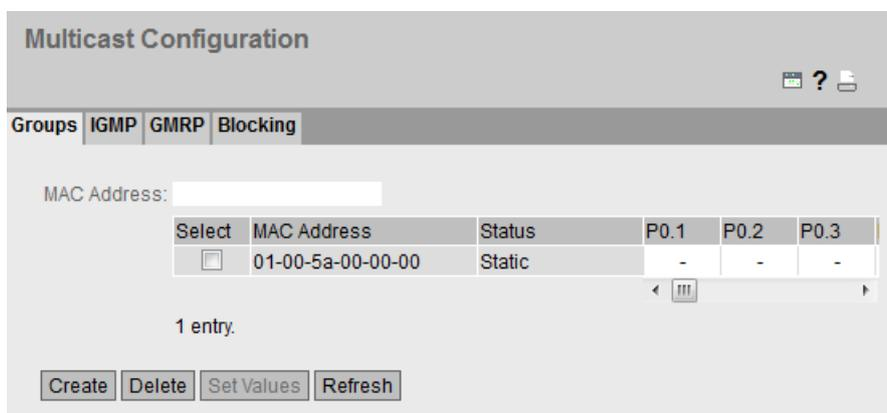 Multicast Configuration
?
Groups IGMP GMRP Blocking
MAC Address:
Select MAC Address Status P0.1 P0.2 P0.3
01-00-5a-00-00-00 Static - - -
1 entry.
Create Delete Set Values Refresh